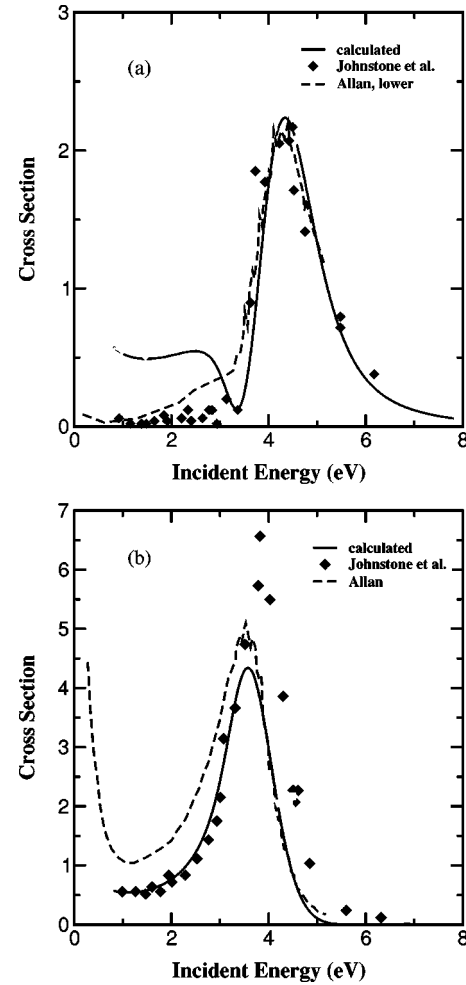 3
(a)
calculated
Johnstone et al.
Allan, lower
2
Cross Section
1
0
0 2 4 6 8
Incident Energy (eV)
7
(b)
calculated
Johnstone et al.
Allan
6
5
4
Cross Section
3
2
1
0
0 2 4 6 8
Incident Energy (eV)